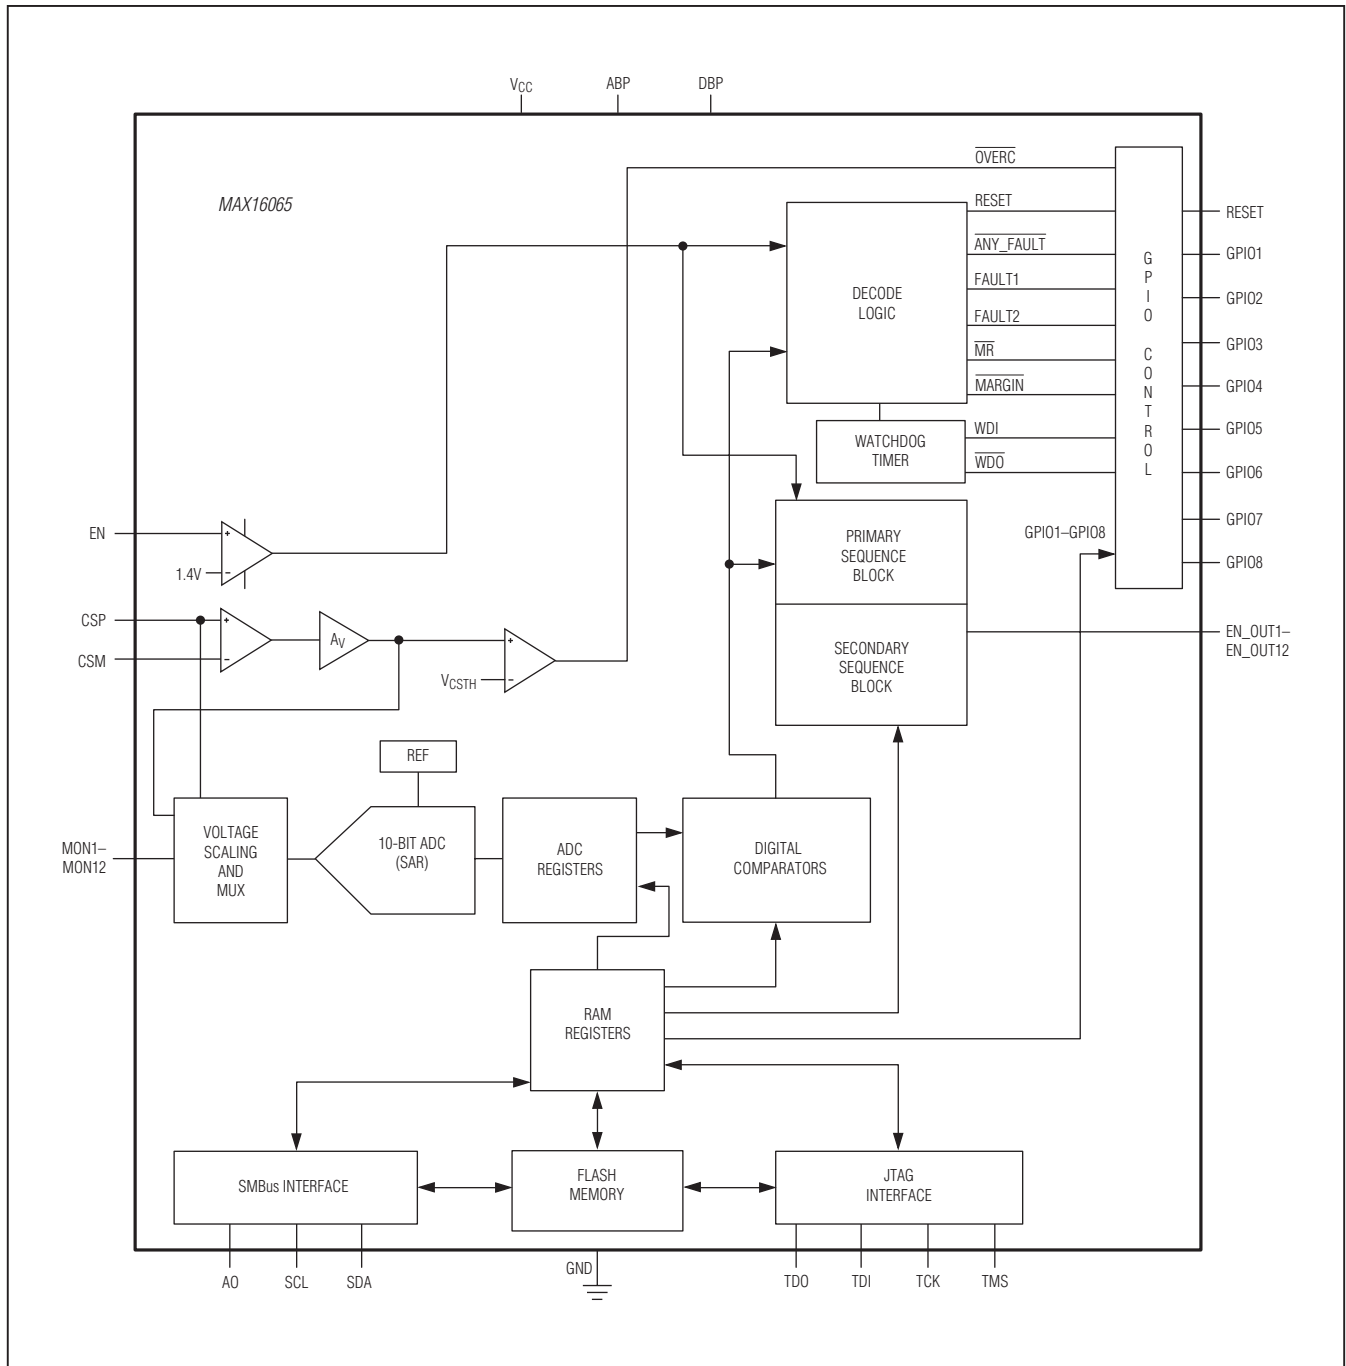 VCC
ABP
DBP
MAX16065
OVERC
RESET
ANY_FAULT
FAULT1
FAULT2
MR
MARGIN
DECODE
LOGIC
WATCHDOG
TIMER
WDI
WDO
GPIO CONTROL
RESET
GPIO1
GPIO2
GPIO3
GPIO4
GPIO5
GPIO6
GPIO7
GPIO8
GPIO1–GPIO8
EN
+
−
1.4V
PRIMARY
SEQUENCE
BLOCK
SECONDARY
SEQUENCE
BLOCK
EN_OUT1–
EN_OUT12
CSP
CSM
+
−
AV
+
−
VCSTH
REF
VOLTAGE
SCALING
AND
MUX
MON1–
MON12
10-BIT ADC
(SAR)
ADC
REGISTERS
DIGITAL
COMPARATORS
RAM
REGISTERS
SMBus INTERFACE
FLASH
MEMORY
JTAG
INTERFACE
AO
SCL
SDA
GND
TDO
TDI
TCK
TMS